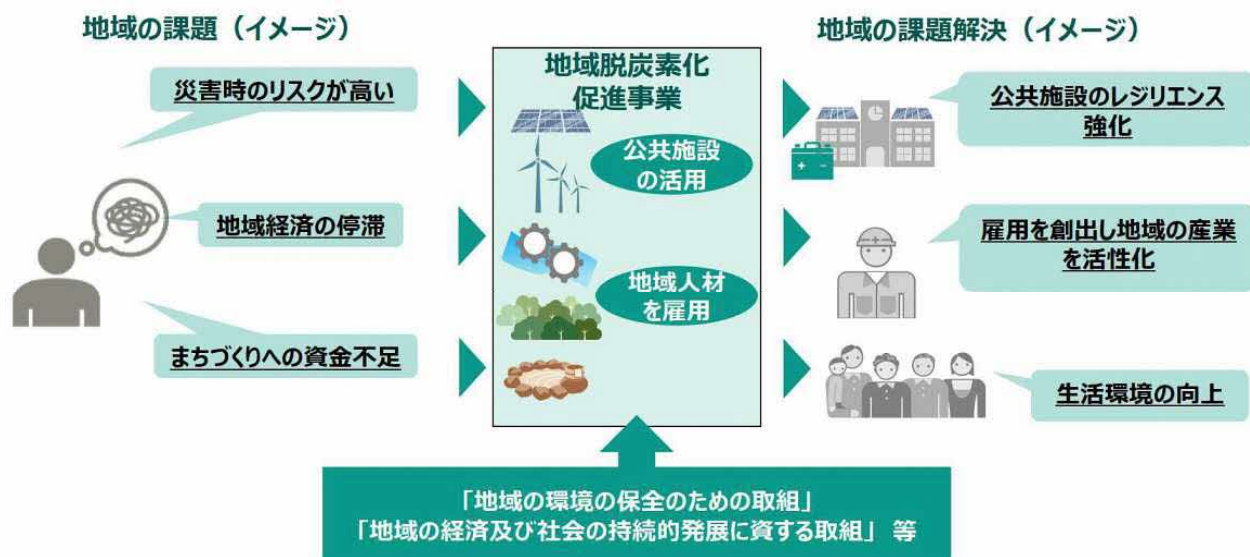 地域の課題（イメージ）
災害時のリスクが高い
地域経済の停滞
まちづくりへの資金不足
地域脱炭素化
促進事業
公共施設
の活用
地域人材
を雇用
地域の課題解決（イメージ）
公共施設のレジリエンス
強化
雇用を創出し地域の産業
を活性化
生活環境の向上
「地域の環境の保全のための取組」
「地域の経済及び社会の持続的発展に資する取組」 等